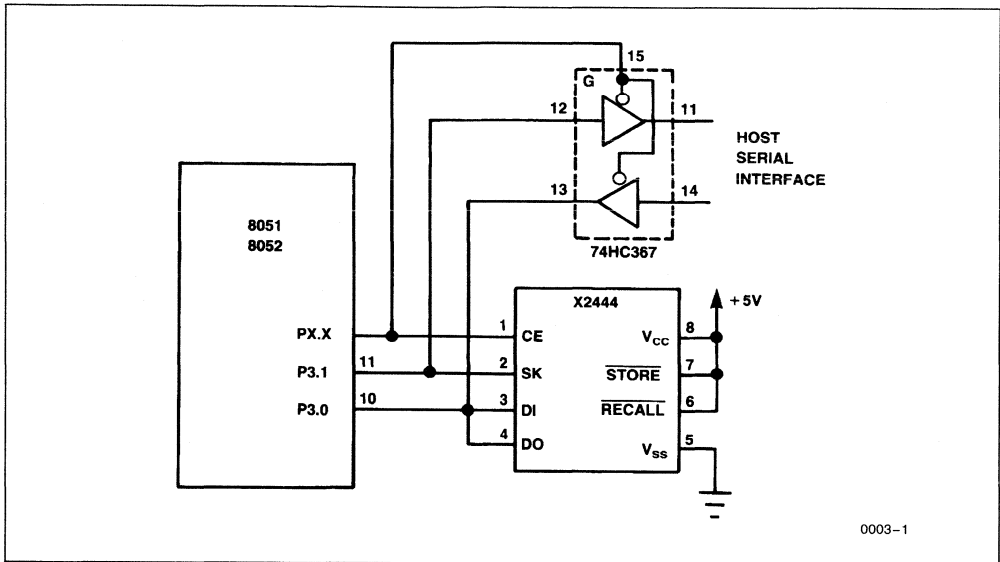 15
G
12
11
HOST
SERIAL
INTERFACE
13
14
74HC367
8051
8052
X2444
+5V
PX.X
1
CE
VCC
8
P3.1
11
2
SK
STORE
7
P3.0
10
3
DI
RECALL
6
4
DO
VSS
5
0003-1